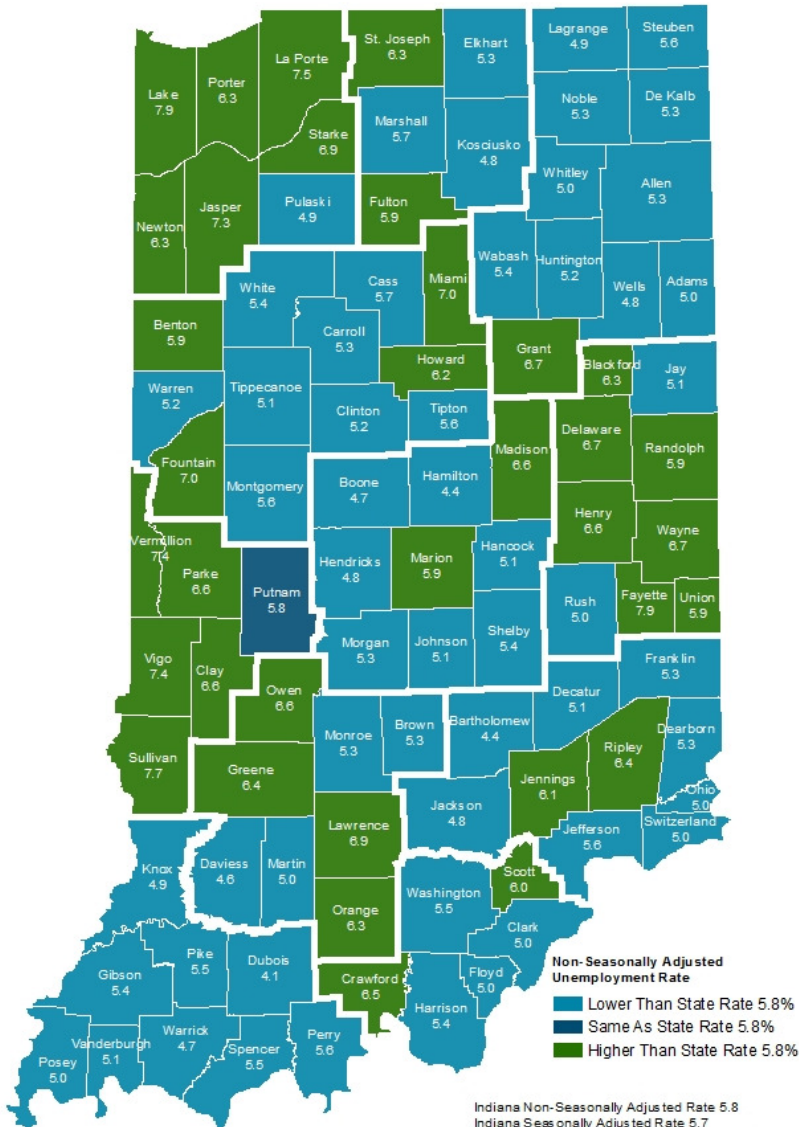 St. Joseph
6.3
Elkhart
5.3
Lagrange
4.9
Steuben
5.6
La Porte
7.5
Lake
7.9
Porter
6.3
Noble
5.3
De Kalb
5.3
Marshall
5.7
Kosciusko
4.8
Starke
6.9
Whitley
5.0
Allen
5.3
Pulaski
4.9
Fulton
5.9
Newton
6.3
Jasper
7.3
Wabash
5.4
Huntington
5.2
Wells
4.8
Adams
5.0
White
5.4
Cass
5.7
Miami
7.0
Benton
5.9
Carroll
5.3
Howard
6.2
Grant
6.7
Blackford
6.3
Jay
5.1
Warren
5.2
Tippecanoe
5.1
Clinton
5.2
Tipton
5.6
Delaware
6.7
Randolph
5.9
Madison
6.6
Fountain
7.0
Montgomery
5.6
Boone
4.7
Hamilton
4.4
Henry
6.6
Wayne
6.7
Vermillion
7.4
Parke
6.6
Putnam
5.8
Hendricks
4.8
Marion
5.9
Hancock
5.1
Rush
5.0
Fayette
7.9
Union
5.9
Vigo
7.4
Clay
6.6
Morgan
5.3
Johnson
5.1
Shelby
5.4
Franklin
5.3
Owen
6.6
Decatur
5.1
Sullivan
7.7
Monroe
5.3
Brown
5.3
Bartholomew
4.4
Ripley
6.4
Dearborn
5.3
Greene
6.4
Jennings
6.1
Ohio
5.0
Jackson
4.8
Lawrence
6.9
Jefferson
5.6
Switzerland
5.0
Knox
4.9
Daviess
4.6
Martin
5.0
Scott
6.0
Washington
5.5
Orange
6.3
Clark
5.0
Pike
5.5
Dubois
4.1
Gibson
5.4
Crawford
6.5
Floyd
5.0
Harrison
5.4
Posey
5.0
Vanderburgh
5.1
Warrick
4.7
Spencer
5.5
Perry
5.6
Non-Seasonally Adjusted
Unemployment Rate
Lower Than State Rate 5.8%
Same As State Rate 5.8%
Higher Than State Rate 5.8%
Indiana Non-Seasonally Adjusted Rate 5.8
Indiana Seasonally Adjusted Rate 5.7